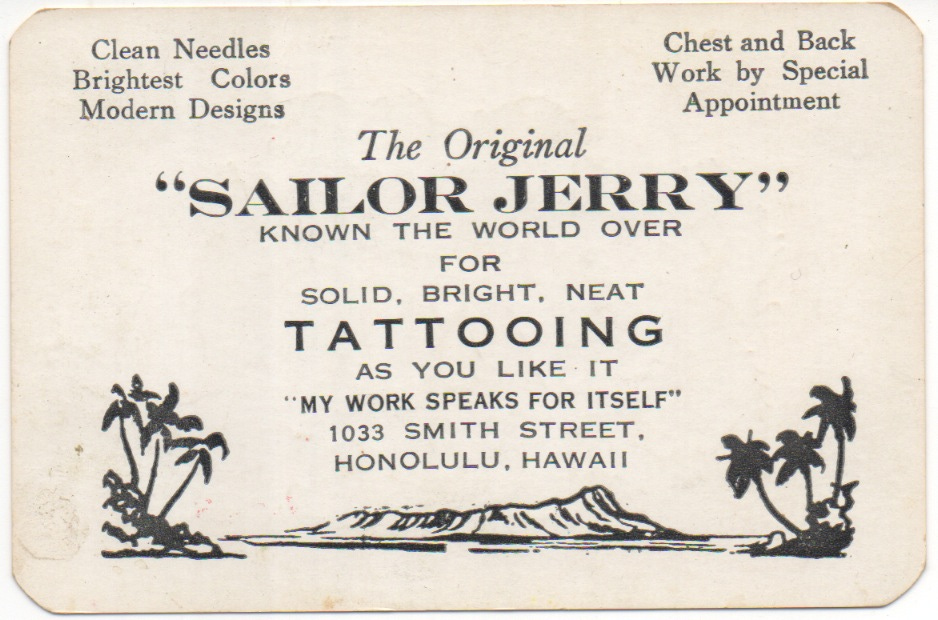 Clean Needles
Brightest Colors
Modern Designs
Chest and Back
Work by Special
Appointment
The Original
“SAILOR JERRY”
KNOWN THE WORLD OVER
FOR
SOLID, BRIGHT, NEAT
TATTOOING
AS YOU LIKE IT
“MY WORK SPEAKS FOR ITSELF”
1033 SMITH STREET,
HONOLULU, HAWAII